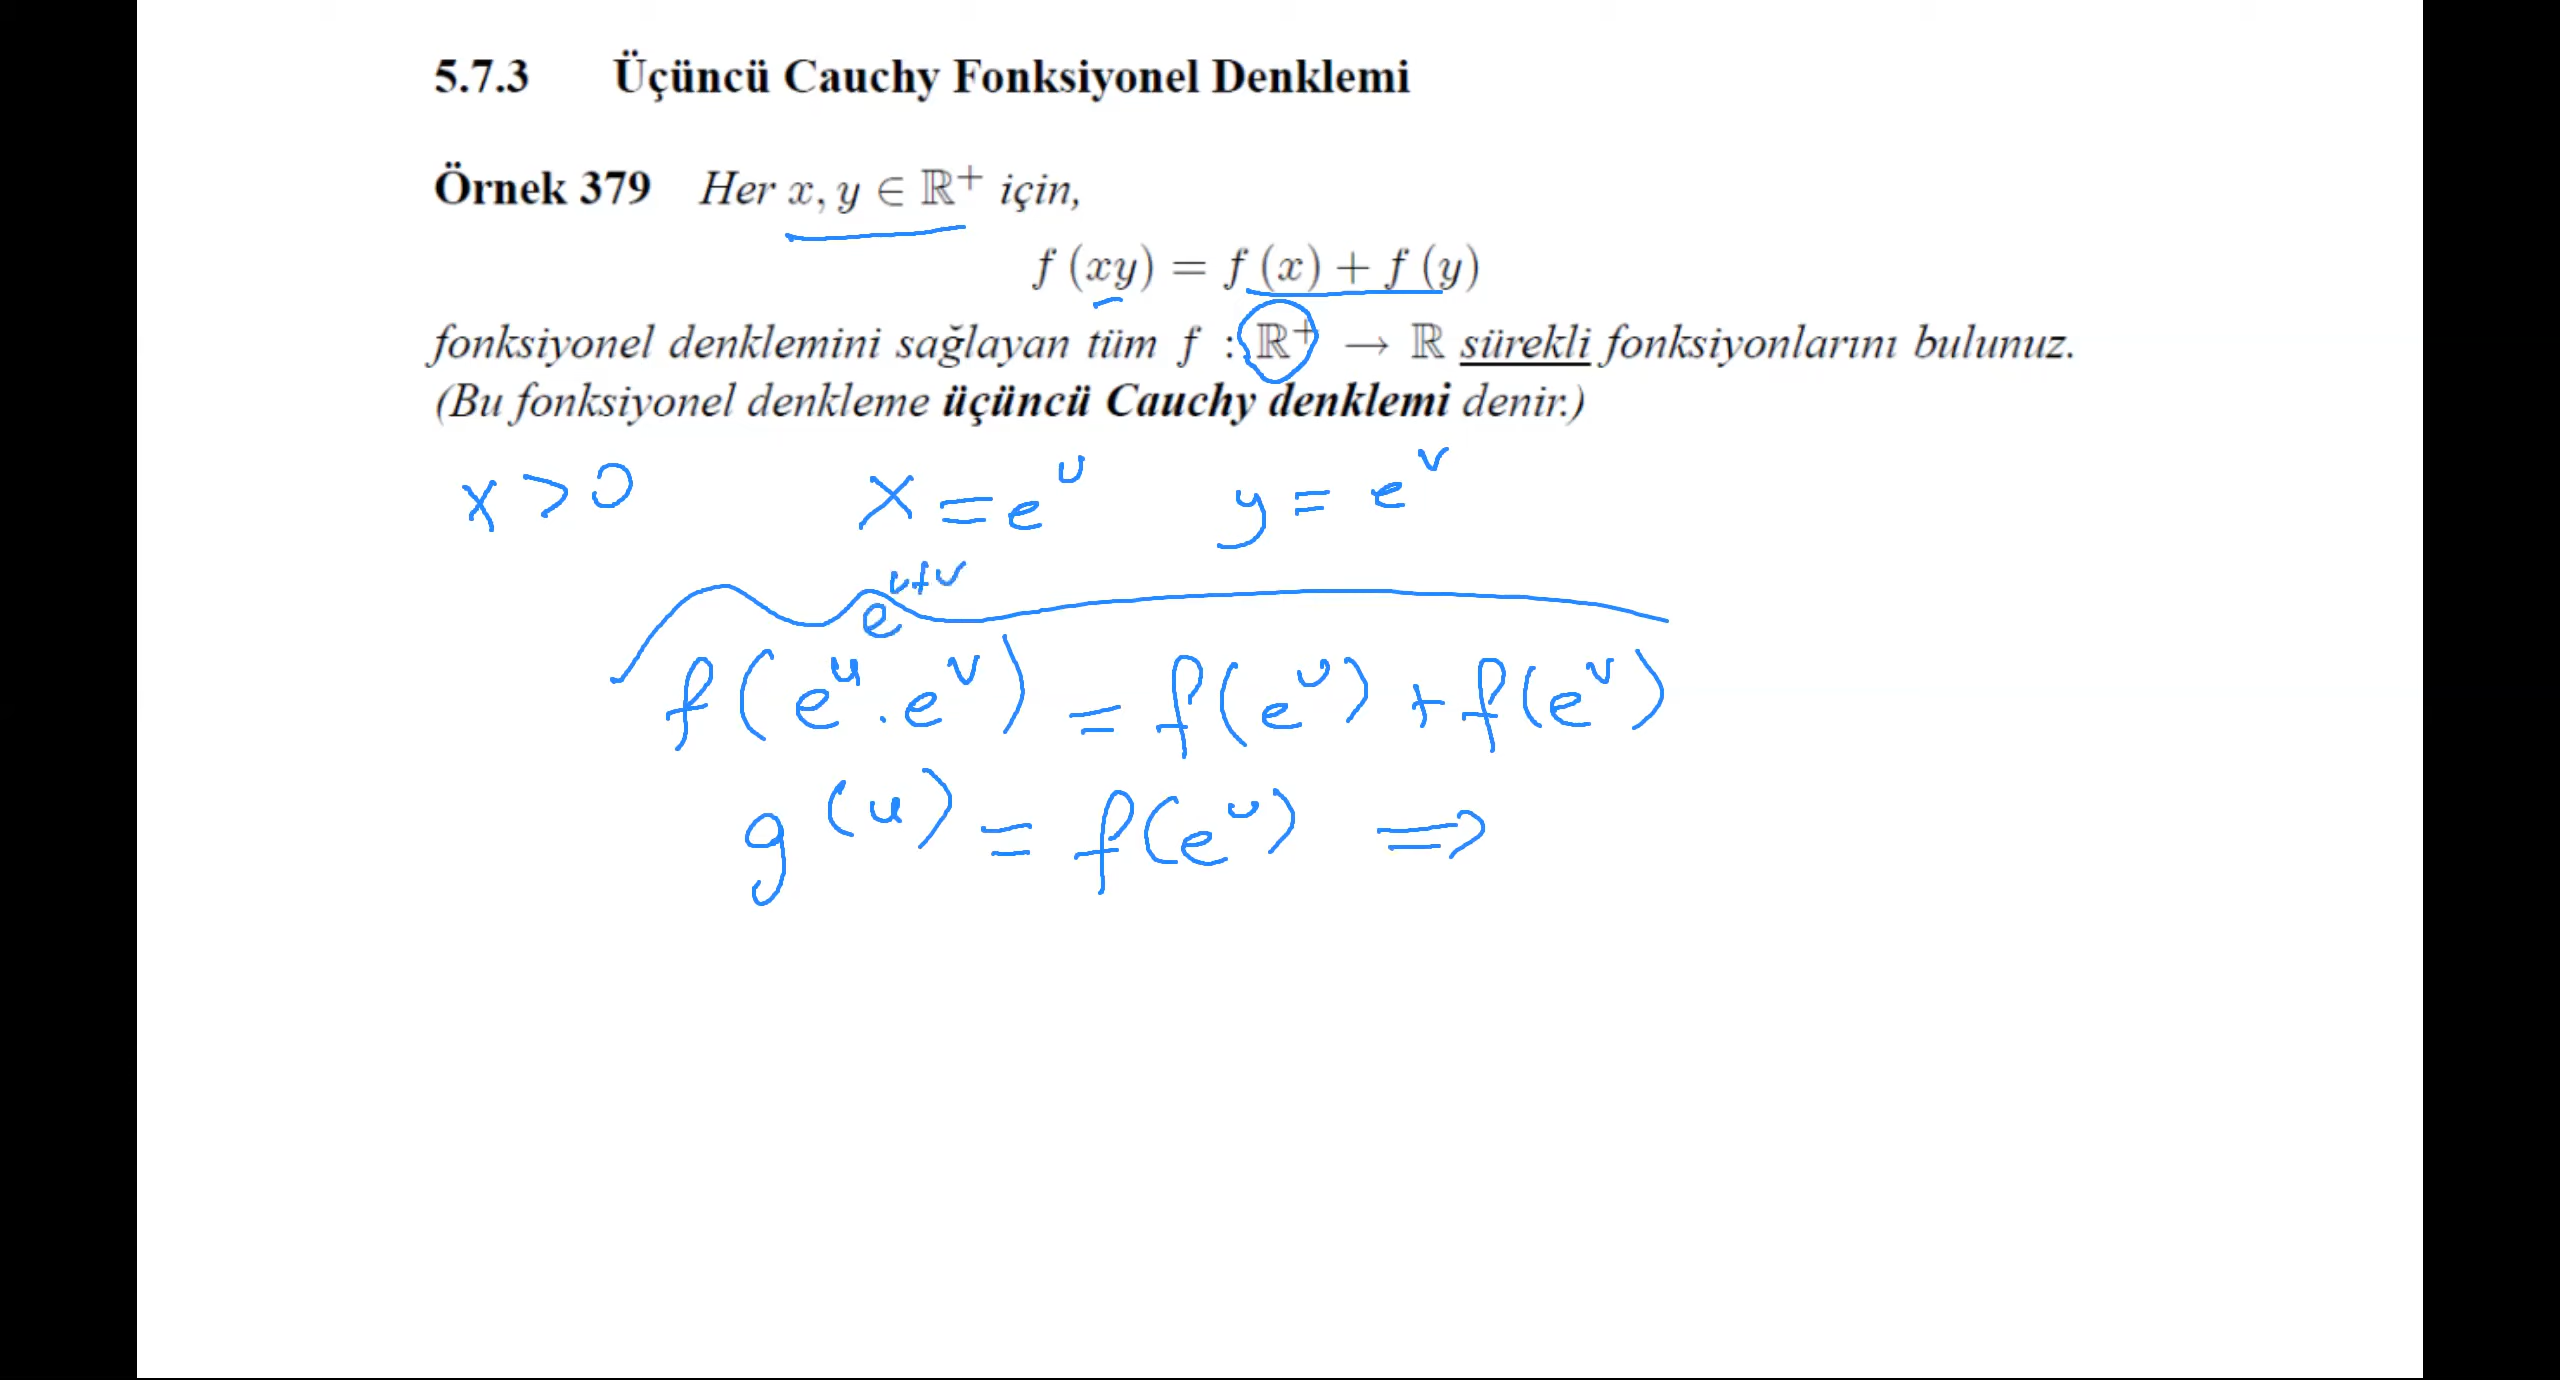 5.7.3 Üçüncü Cauchy Fonksiyonel Denklemi
Örnek 379 Her x, y ∈ ℝ⁺ için,
f (xy) = f (x) + f (y)
fonksiyonel denklemini sağlayan tüm f : ℝ⁺ → ℝ sürekli fonksiyonlarını bulunuz.
(Bu fonksiyonel denkleme üçüncü Cauchy denklemi denir.)
x > 0 x = e^u y = e^v
e^{u+v}
f(e^u . e^v) = f(e^u) + f(e^v)
g(u) = f(e^u) ⇒